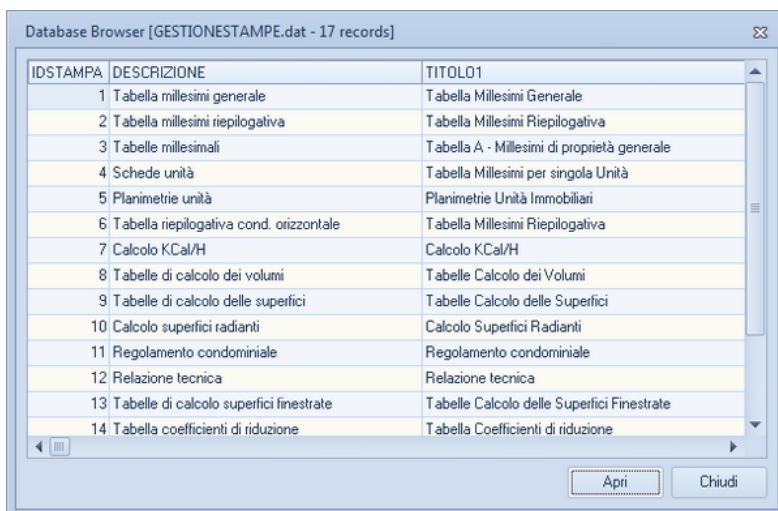 Database Browser [GESTIONESTAMPE.dat - 17 records]
IDSTAMPA DESCRIZIONE TITOLO1
1 Tabella millesimi generale Tabella Millesimi Generale
2 Tabella millesimi riepilogativa Tabella Millesimi Riepilogativa
3 Tabelle millesimali Tabella A - Millesimi di proprietà generale
4 Schede unità Tabella Millesimi per singola Unità
5 Planimetrie unità Planimetrie Unità Immobiliari
6 Tabella riepilogativa cond. orizzontale Tabella Millesimi Riepilogativa
7 Calcolo KCal/H Calcolo KCal/H
8 Tabelle di calcolo dei volumi Tabelle Calcolo dei Volumi
9 Tabelle di calcolo delle superfici Tabelle Calcolo delle Superfici
10 Calcolo superfici radianti Calcolo Superfici Radianti
11 Regolamento condominiale Regolamento condominiale
12 Relazione tecnica Relazione tecnica
13 Tabelle di calcolo superfici finestrate Tabelle Calcolo delle Superfici Finestrate
14 Tabella coefficienti di riduzione Tabella Coefficienti di riduzione
Apri Chiudi